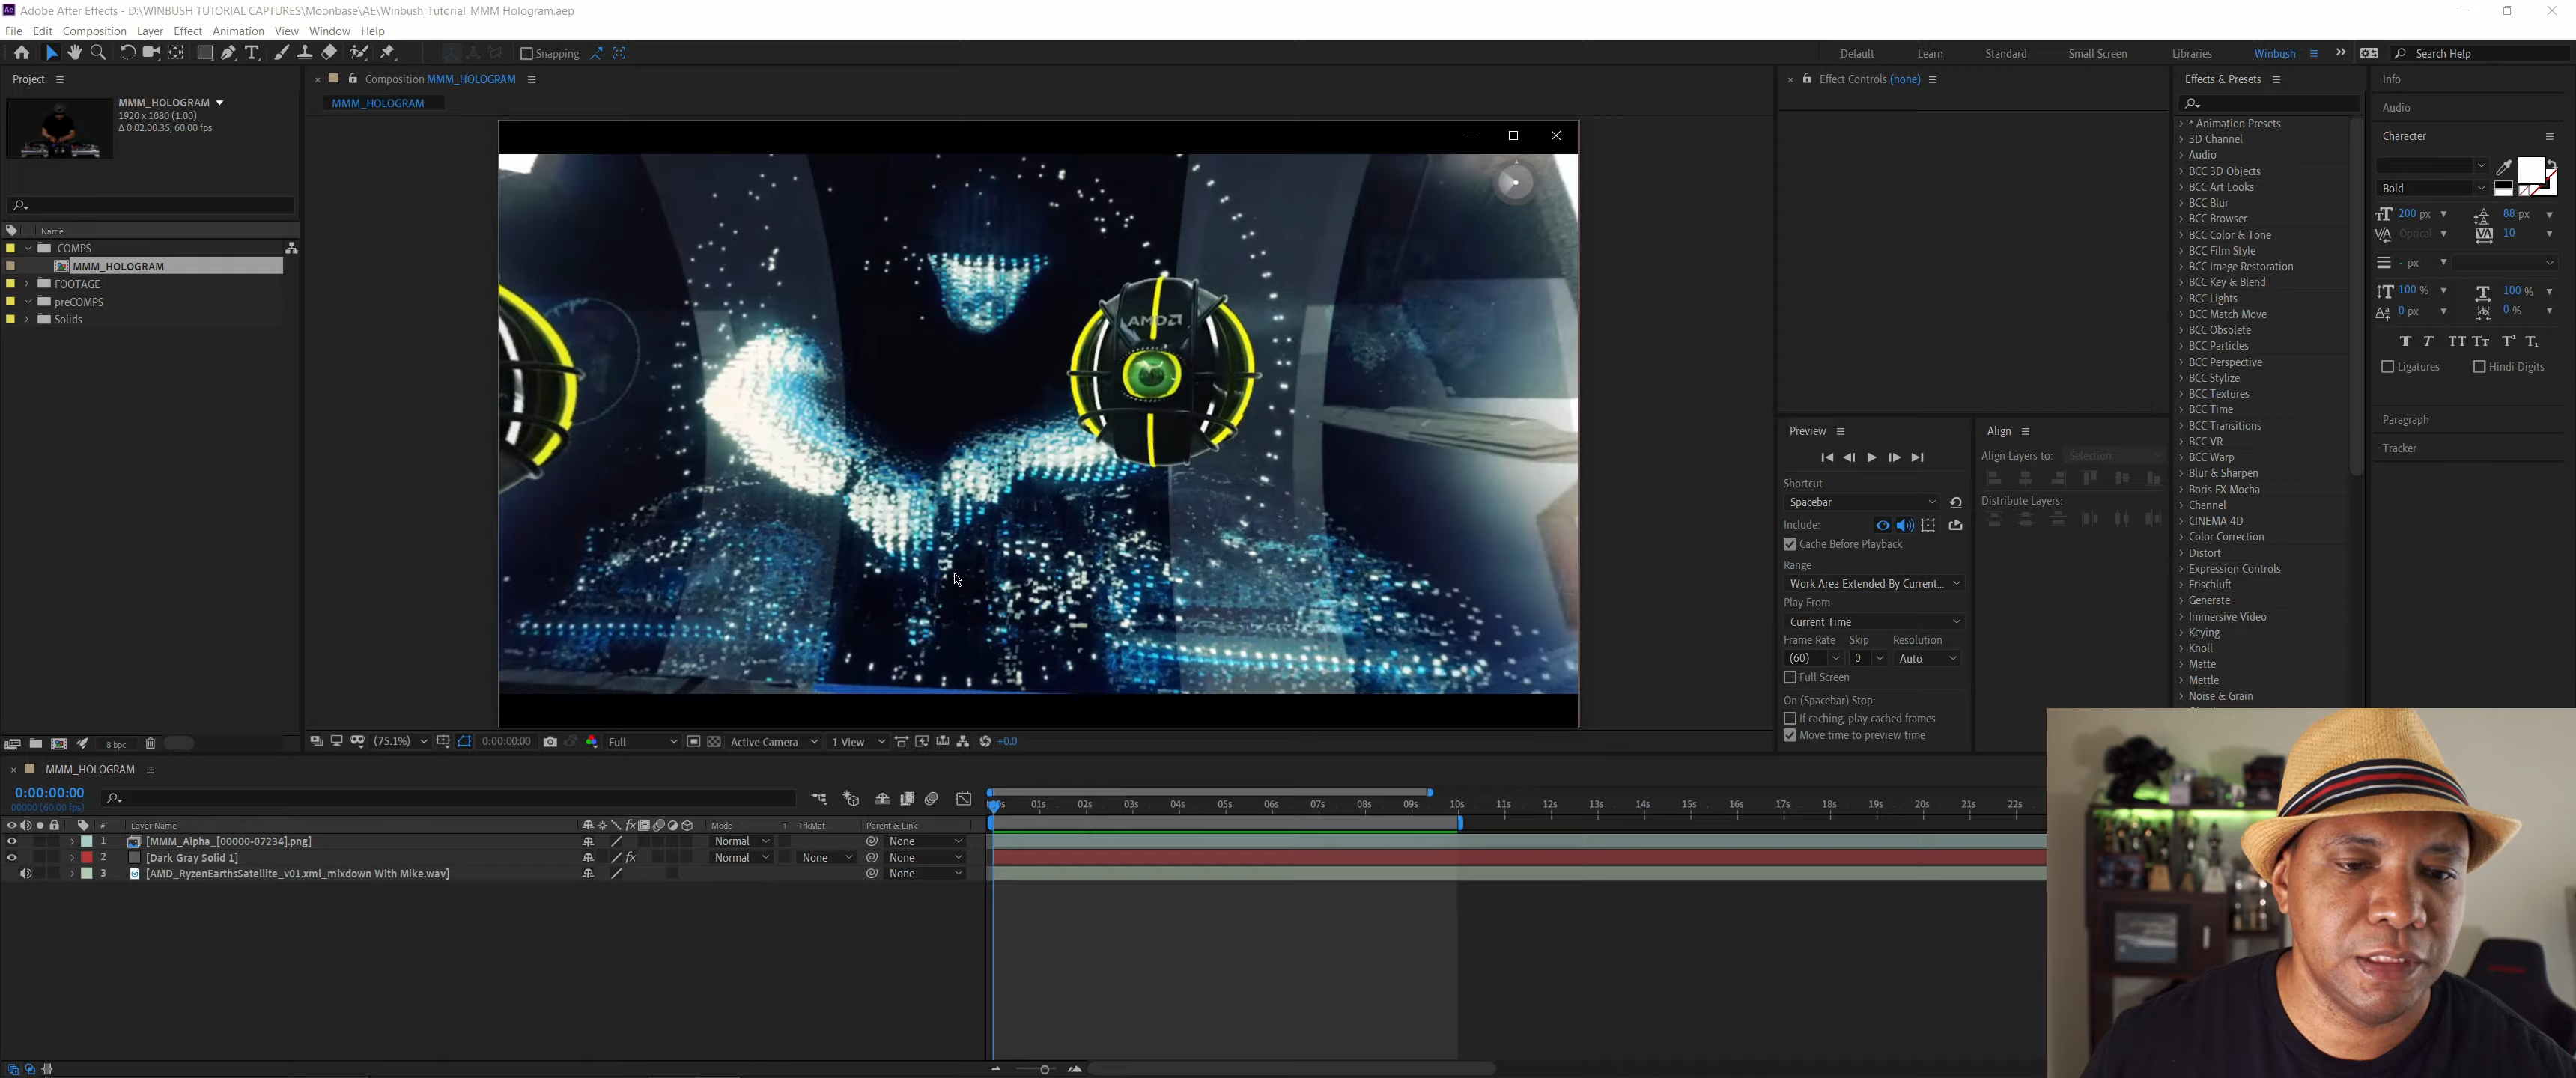 Adobe After Effects - D:\WINBUSH TUTORIAL CAPTURES\Moonbase\AE\Winbush_Tutorial_MMM Hologram.aep
File Edit Composition Layer Effect Animation View Window Help
Snapping
Default Learn Standard Small Screen Libraries Winbush Search Help
Project
MMM_HOLOGRAM
1920 x 1080 (1.00)
Δ 0:02:00:35, 60.00 fps
Name
COMPS
MMM_HOLOGRAM
FOOTAGE
preCOMPS
Solids
8 bpc
Composition MMM_HOLOGRAM
MMM_HOLOGRAM
AMD
(75.1%) 0:00:00:00 Full Active Camera 1 View +0.0
Effect Controls (none)
Preview
Shortcut
Spacebar
Include:
Cache Before Playback
Range
Work Area Extended By Current...
Play From
Current Time
Frame Rate Skip Resolution
(60) 0 Auto
Full Screen
On (Spacebar) Stop:
If caching, play cached frames
Move time to preview time
Align
Align Layers to: Selection
Distribute Layers:
Effects & Presets
* Animation Presets
3D Channel
Audio
BCC 3D Objects
BCC Art Looks
BCC Blur
BCC Browser
BCC Color & Tone
BCC Film Style
BCC Image Restoration
BCC Key & Blend
BCC Lights
BCC Match Move
BCC Obsolete
BCC Particles
BCC Perspective
BCC Stylize
BCC Textures
BCC Time
BCC Transitions
BCC VR
BCC Warp
Blur & Sharpen
Boris FX Mocha
Channel
CINEMA 4D
Color Correction
Distort
Expression Controls
Frischluft
Generate
Immersive Video
Keying
Knoll
Matte
Mettle
Noise & Grain
Info
Audio
Character
Bold
200 px 88 px
Optical 10
- px
100 % 100 %
0 px 0 %
Ligatures Hindi Digits
Paragraph
Tracker
MMM_HOLOGRAM
0:00:00:00
00000 (60.00 fps)
01s 02s 03s 04s 05s 06s 07s 08s 09s 10s 11s 12s 13s 14s 15s 16s 17s 18s 19s 20s 21s 22s
# Layer Name Mode T TrkMat Parent & Link
1 [MMM_Alpha_[00000-07234].png] Normal None
2 [Dark Gray Solid 1] Normal None None
3 [AMD_RyzenEarthsSatellite_v01.xml_mixdown With Mike.wav] None